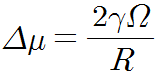 Δμ = 2γΩ / R